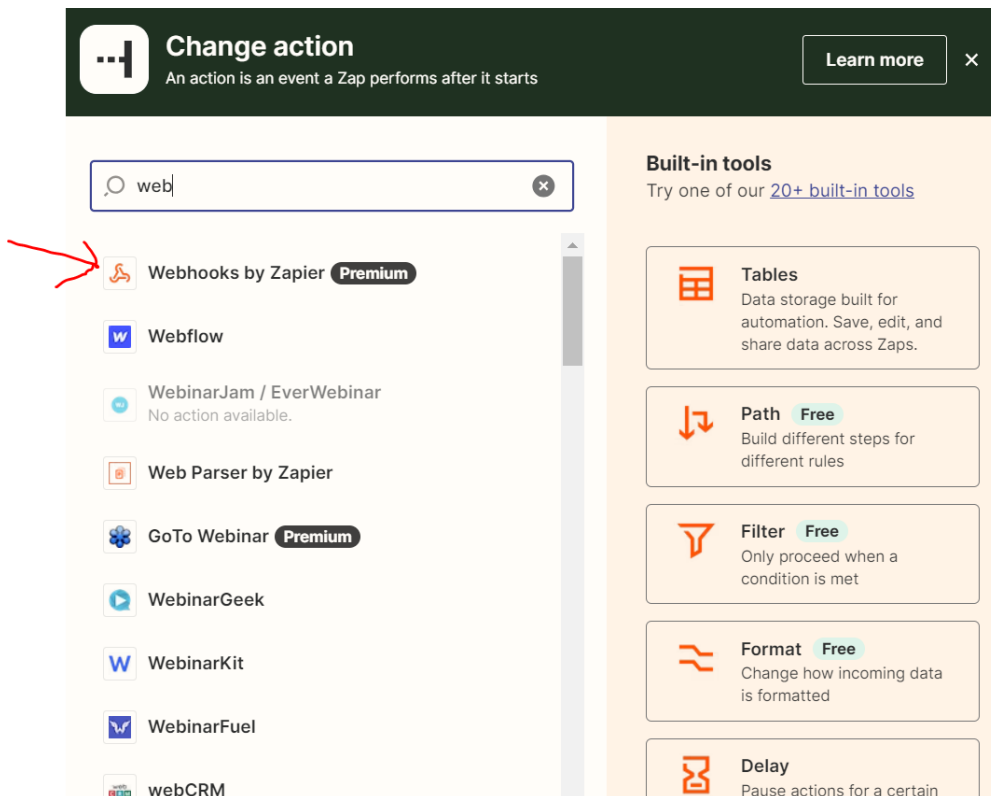 Change action
An action is an event a Zap performs after it starts
Learn more
web
Webhooks by Zapier Premium
Webflow
WebinarJam / EverWebinar
No action available.
Web Parser by Zapier
GoTo Webinar Premium
WebinarGeek
WebinarKit
WebinarFuel
webCRM
Built-in tools
Try one of our 20+ built-in tools
Tables
Data storage built for
automation. Save, edit, and
share data across Zaps.
Path Free
Build different steps for
different rules
Filter Free
Only proceed when a
condition is met
Format Free
Change how incoming data
is formatted
Delay
Pause actions for a certain